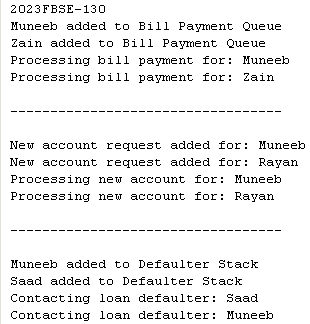 2023FBSE-130
Muneeb added to Bill Payment Queue
Zain added to Bill Payment Queue
Processing bill payment for: Muneeb
Processing bill payment for: Zain
----------------------------------
New account request added for: Muneeb
New account request added for: Rayan
Processing new account for: Muneeb
Processing new account for: Rayan
----------------------------------
Muneeb added to Defaulter Stack
Saad added to Defaulter Stack
Contacting loan defaulter: Saad
Contacting loan defaulter: Muneeb